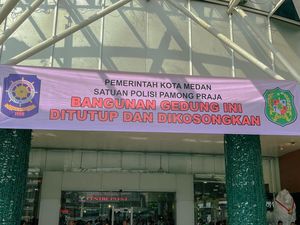 PEMERINTAH KOTA MEDAN
SATUAN POLISI PAMONG PRAJA
BANGUNAN GEDUNG INI
DITUTUP DAN DIKOSONGKAN